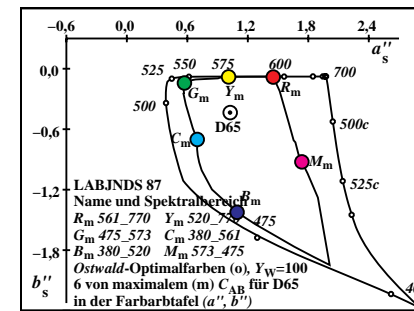 −0,6 0,0 0,6 1,2 1,8 2,4
a"s
525 550 575 600 700
0,0
Gm Ym Rm
500 D65 500c
−0,6
Cm
Mm
LABJNDS 87 525c
−1,2
Name und Spektralbereich Bm
Rm 561_770 Ym 520_77 475
Gm 475_573 Cm 380_561
Bm 380_520 Mm 573_475
−1,8
Ostwald-Optimalfarben (o), YW=100
b"s
6 von maximalem (m) CAB für D65
in der Farbarbtafel (a", b")